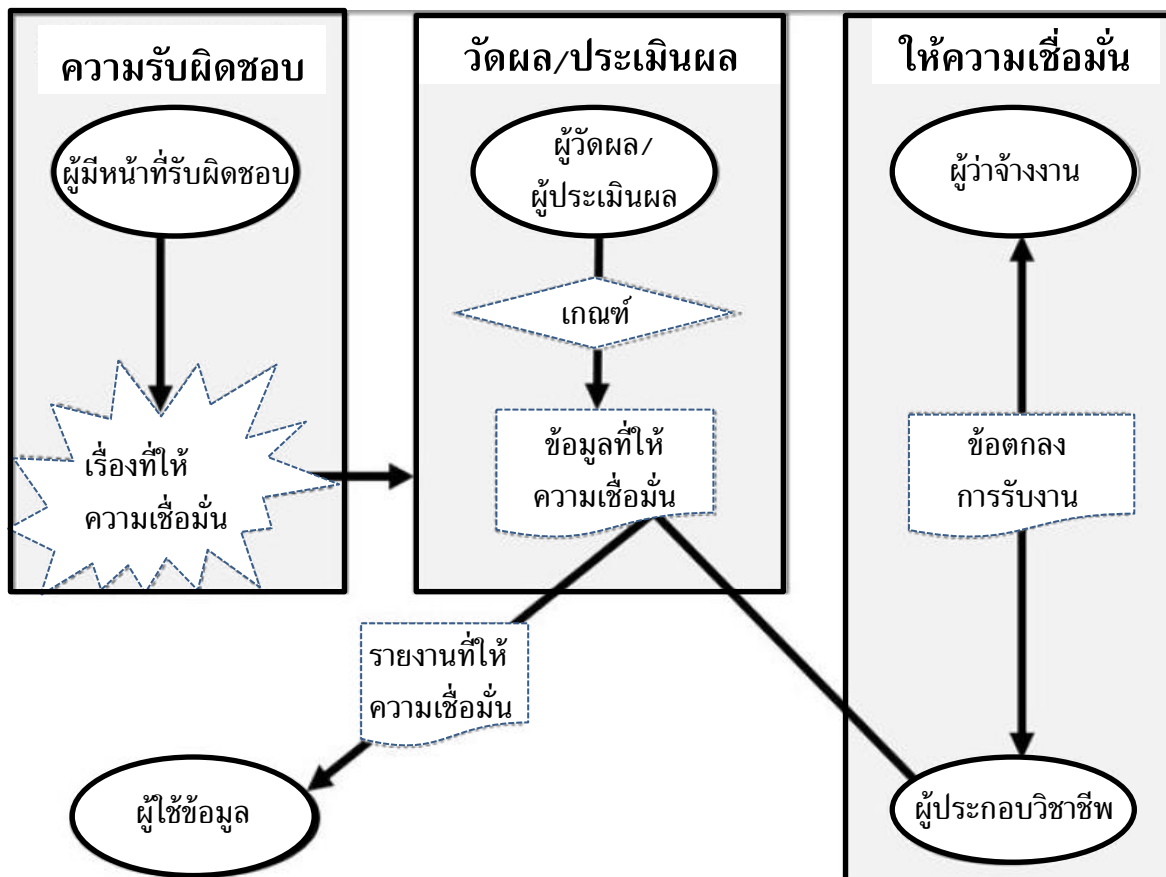 ความรับผิดชอบ
ผู้มีหน้าที่รับผิดชอบ
เรื่องที่ให้
ความเชื่อมั่น
วัดผล/ประเมินผล
ผู้วัดผล/
ผู้ประเมินผล
เกณฑ์
ข้อมูลที่ให้
ความเชื่อมั่น
ให้ความเชื่อมั่น
ผู้ว่าจ้างงาน
ข้อตกลง
การรับงาน
รายงานที่ให้
ความเชื่อมั่น
ผู้ใช้ข้อมูล
ผู้ประกอบวิชาชีพ